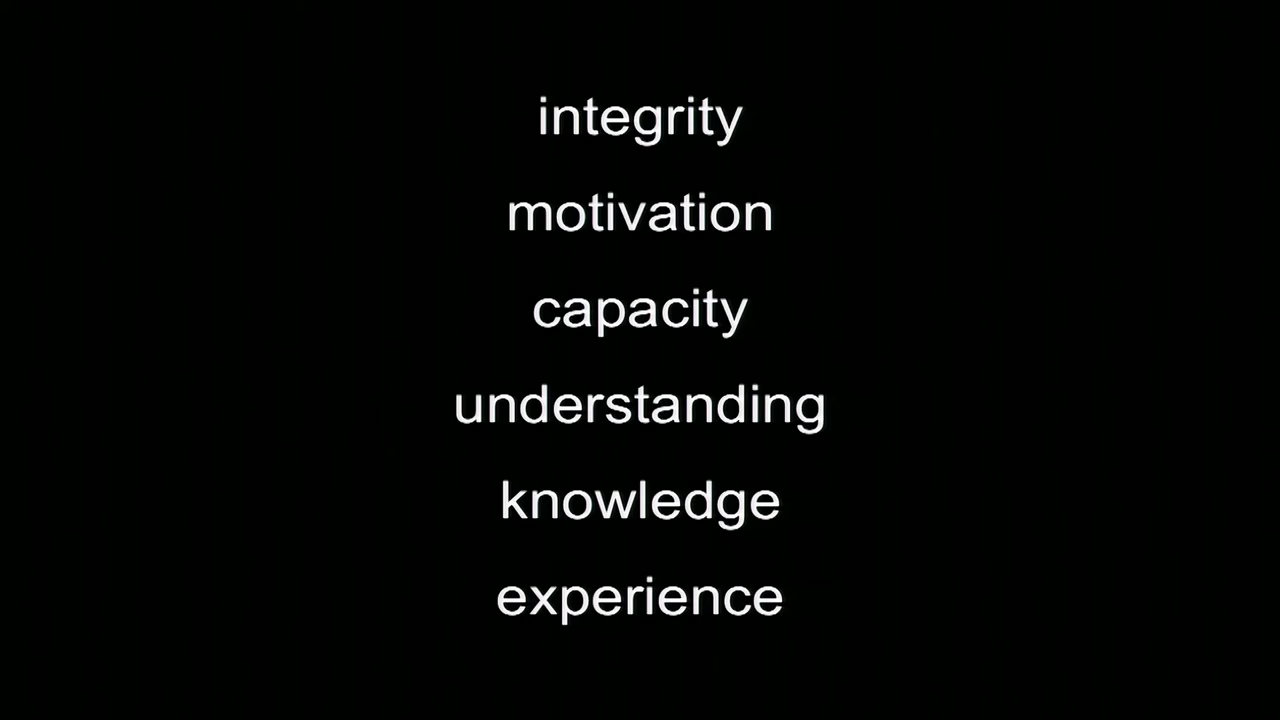 integrity
motivation
capacity
understanding
knowledge
experience